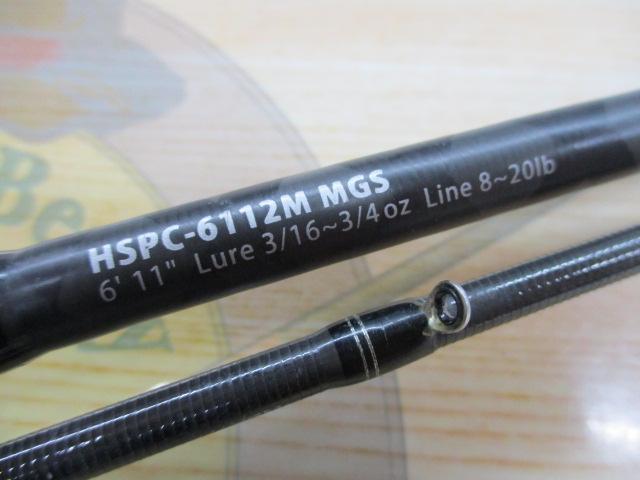 HSPC-6112M MGS
6' 11" Lure 3/16~3/4 oz Line 8~20lb